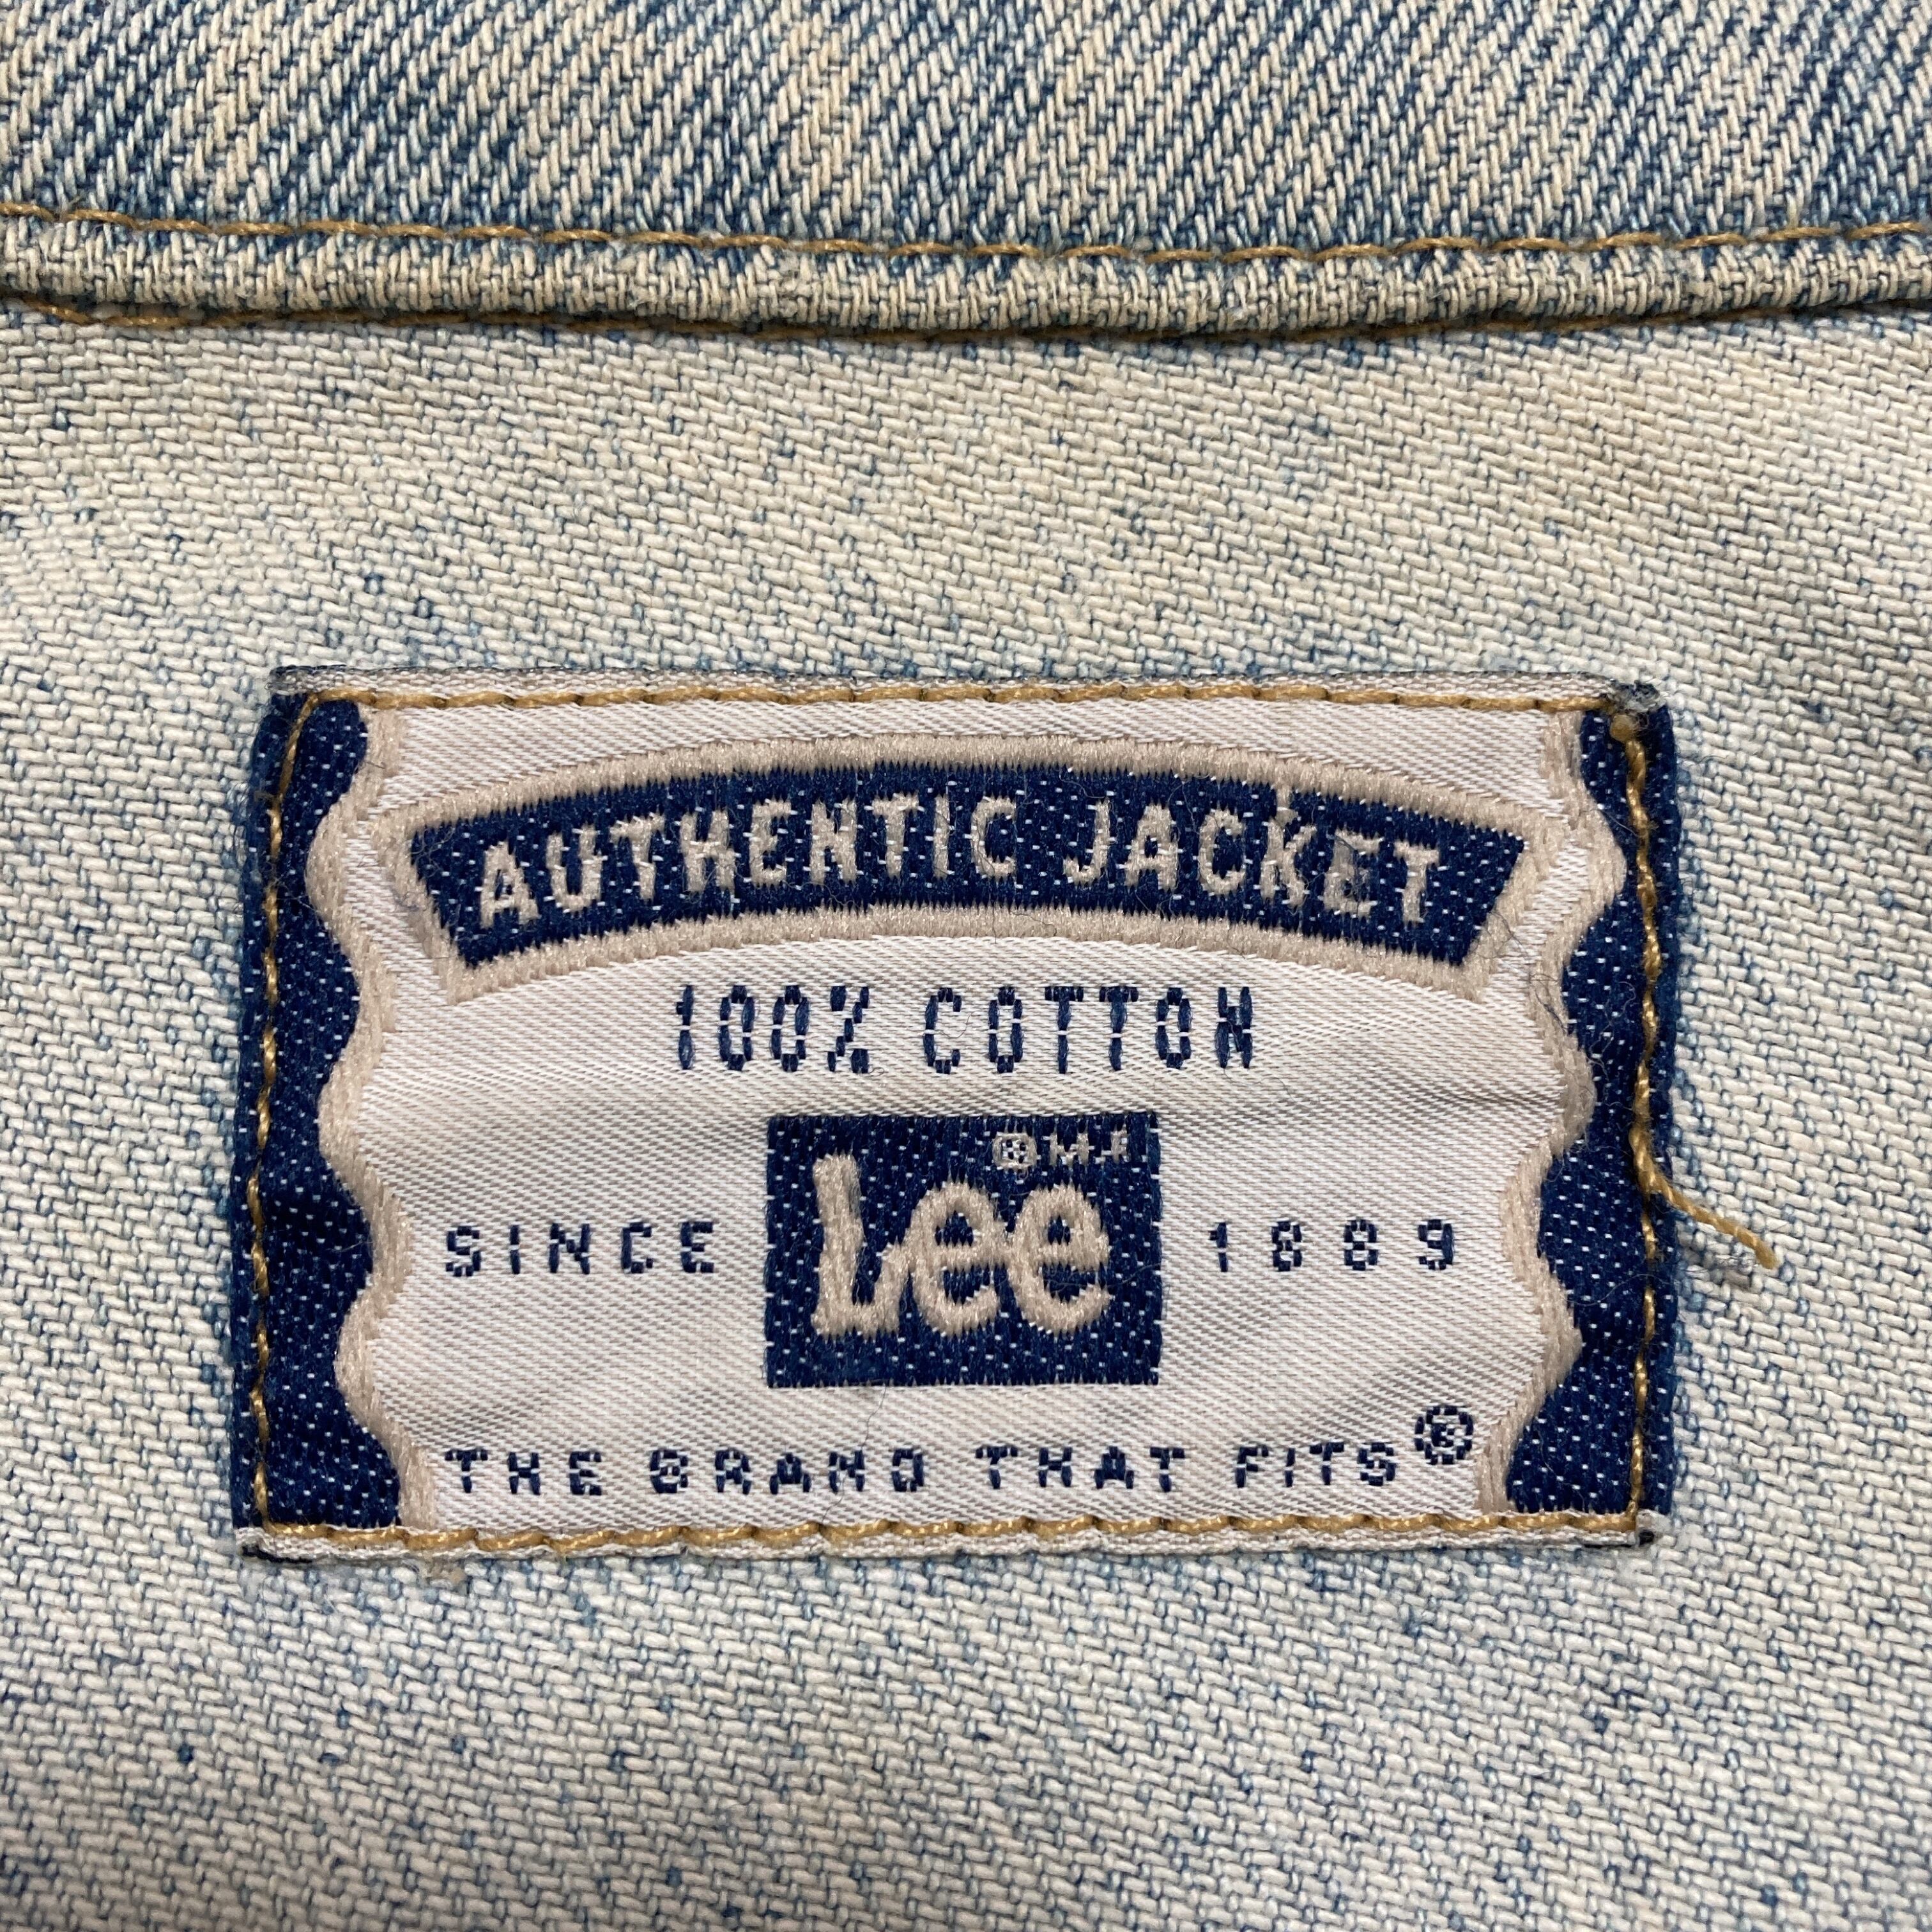 AUTHENTIC JACKET
100% COTTON
® M.R.
Lee
SINCE 1889
THE BRAND THAT FITS®